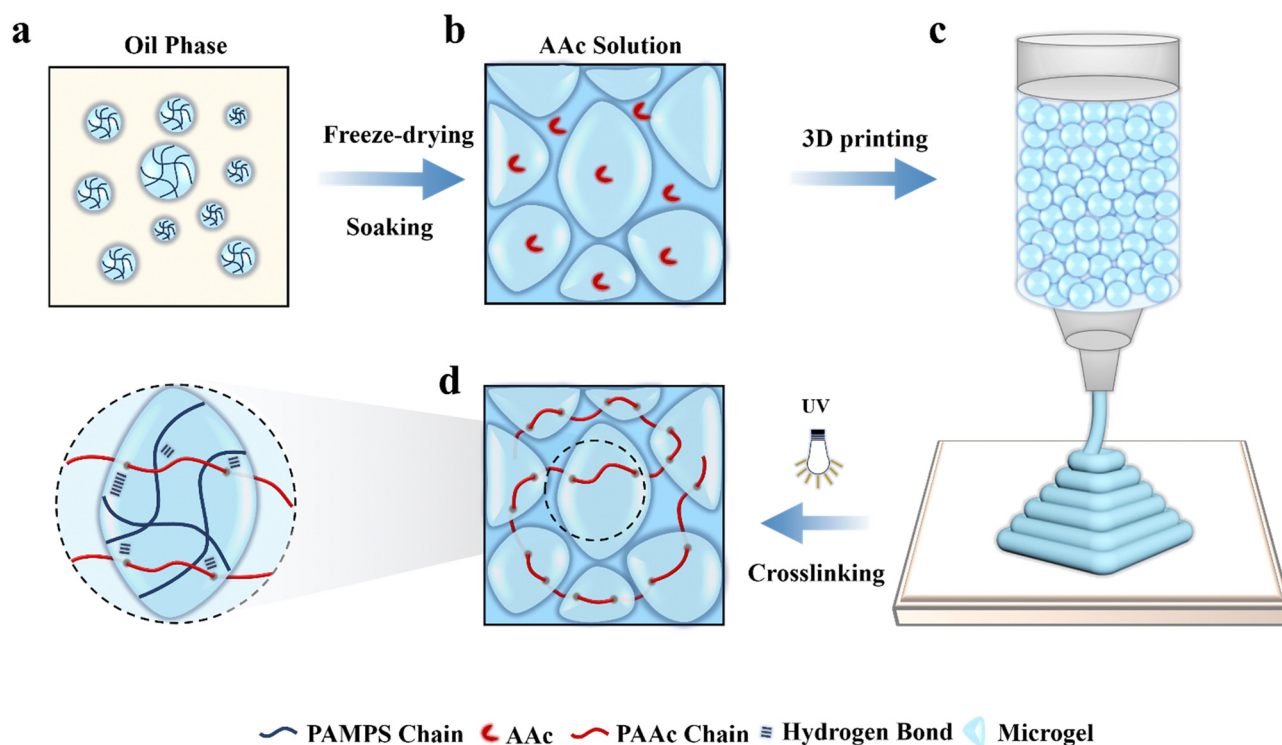 a
Oil Phase
Freeze-drying
Soaking
b
AAc Solution
3D printing
c
d
UV
Crosslinking
PAMPS Chain
AAc
PAAc Chain
Hydrogen Bond
Microgel